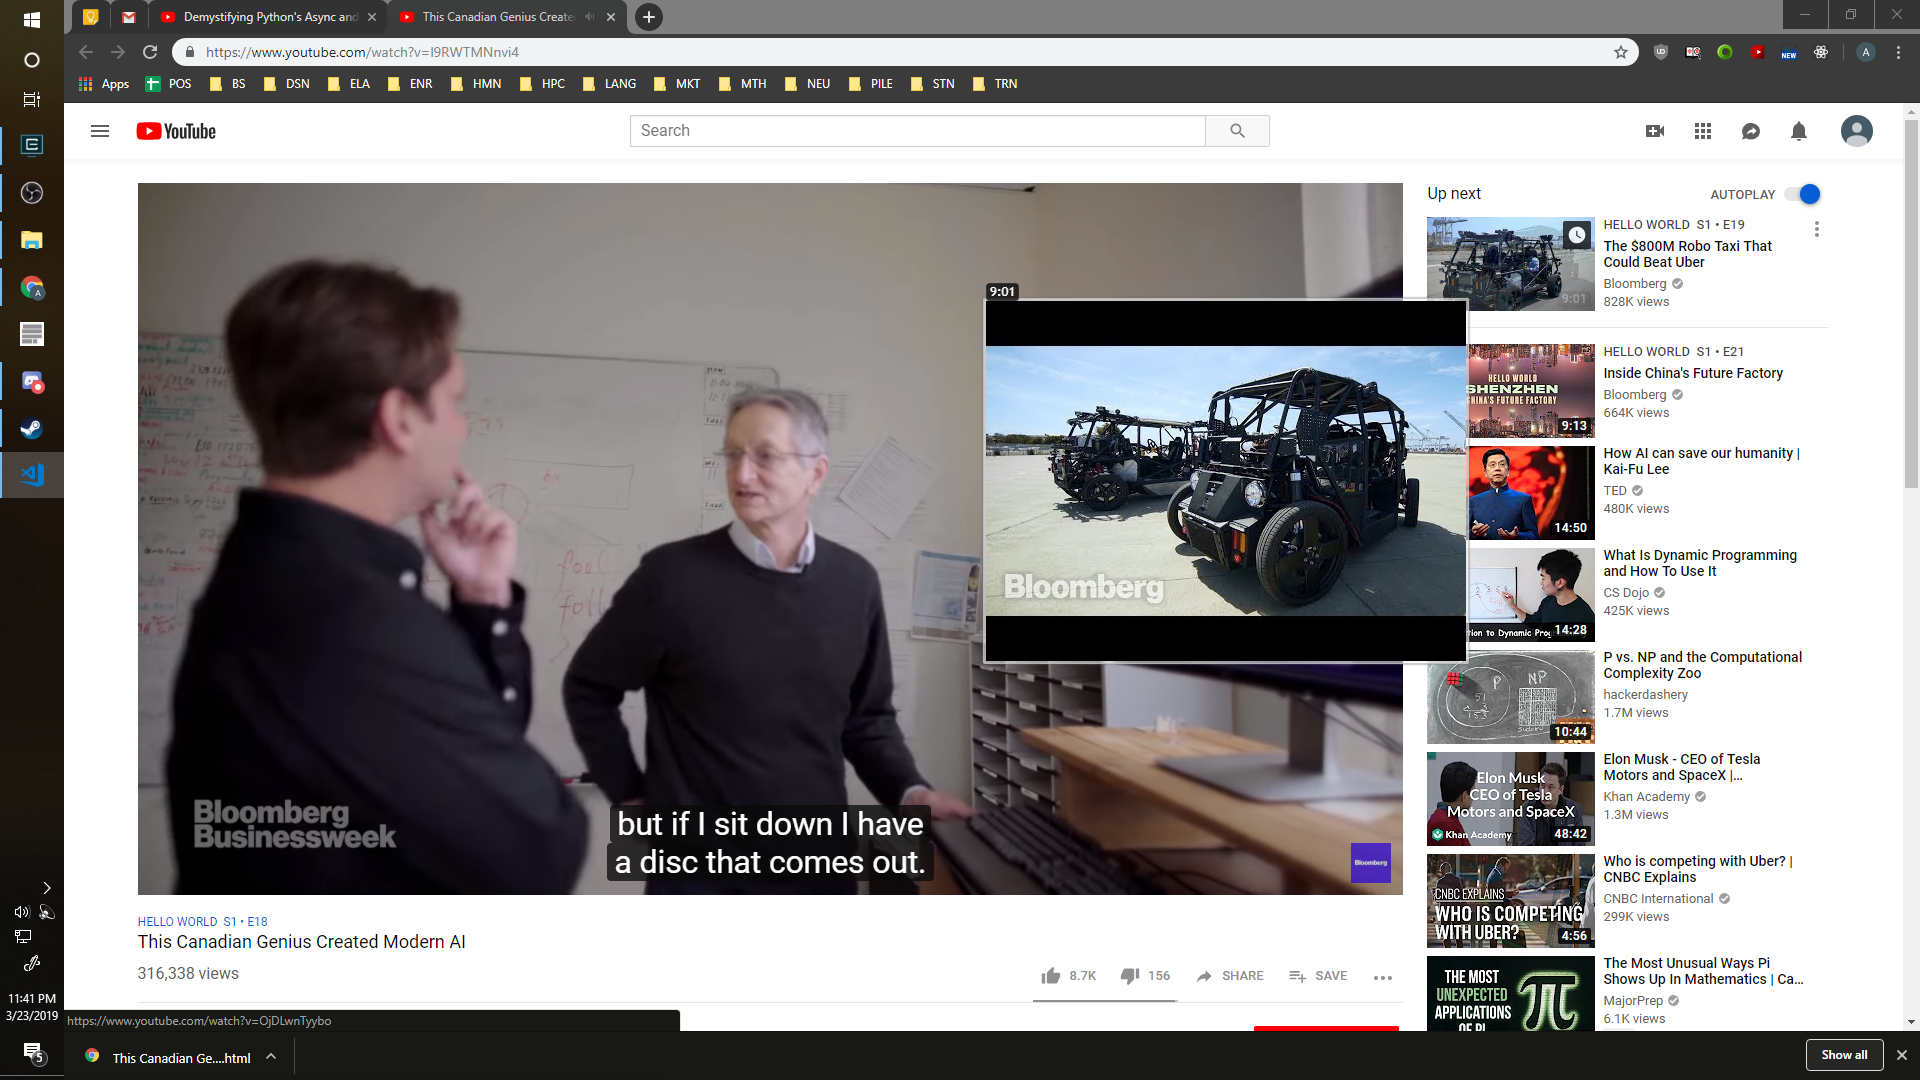 Demystifying Python's Async and
This Canadian Genius Create
https://www.youtube.com/watch?v=I9RWTMNnvi4
A
NEW
Apps
POS
BS
DSN
ELA
ENR
HMN
HPC
LANG
MKT
MTH
NEU
PILE
STN
TRN
YouTube
Search
Up next
AUTOPLAY
HELLO WORLD S1 • E19
The $800M Robo Taxi That
Could Beat Uber
Bloomberg
828K views
9:01
9:01
Bloomberg
HELLO WORLD S1 • E21
Inside China's Future Factory
Bloomberg
664K views
HELLO WORLD
SHENZHEN
CHINA'S FUTURE FACTORY
9:13
How AI can save our humanity |
Kai-Fu Lee
TED
480K views
14:50
What Is Dynamic Programming
and How To Use It
CS Dojo
425K views
14:28
P vs. NP and the Computational
Complexity Zoo
hackerdashery
1.7M views
P
NP
10:44
Elon Musk - CEO of Tesla
Motors and SpaceX |...
Khan Academy
1.3M views
Elon Musk
CEO of Tesla
Motors and SpaceX
Khan Academy
48:42
Who is competing with Uber? |
CNBC Explains
CNBC International
299K views
CNBC EXPLAINS
WHO IS COMPETING
WITH UBER?
4:56
The Most Unusual Ways Pi
Shows Up In Mathematics | Ca...
MajorPrep
6.1K views
THE MOST
UNEXPECTED
APPLICATIONS
OF PI
π
Bloomberg
Businessweek
but if I sit down I have
a disc that comes out.
Bloomberg
HELLO WORLD S1 • E18
This Canadian Genius Created Modern AI
316,338 views
8.7K
156
SHARE
SAVE
https://www.youtube.com/watch?v=OjDLwnTyybo
11:41 PM
3/23/2019
5
This Canadian Ge....html
Show all